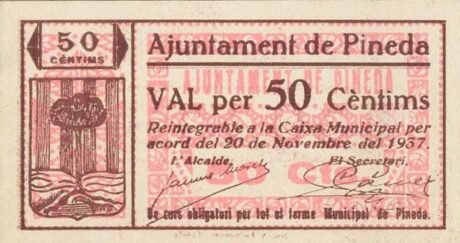 50
CÉNTIMS
Ajuntament de Pineda
AJUNTAMENT DE PINEDA
VAL per 50 Cèntims
Reintegrable a la Caixa Municipal per
acord del 20 de Novembre del 1937.
l'Alcalde, El Secretari,
De curs obligatori per tot el terme Municipal de Pineda.